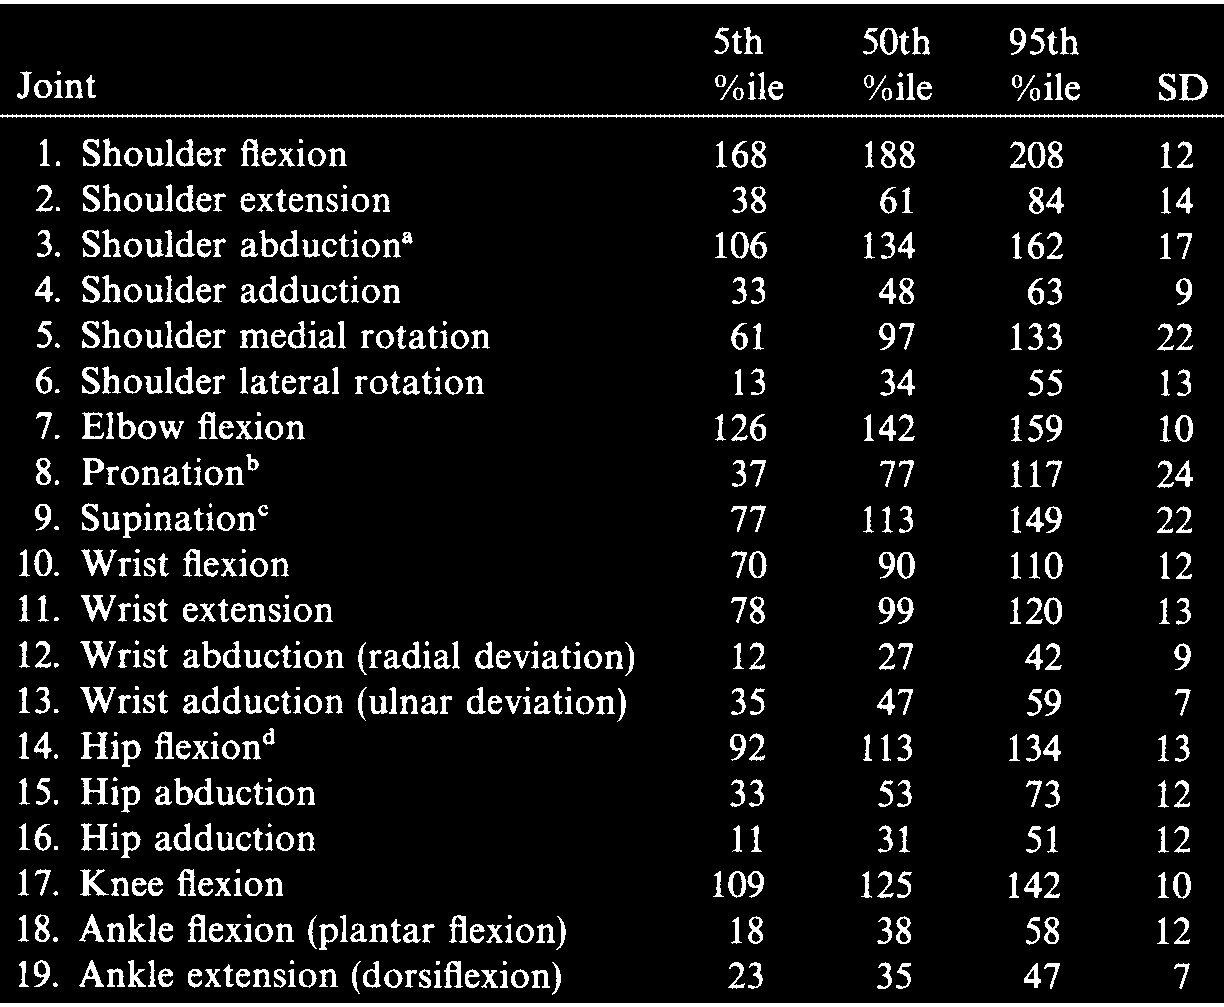 5th 50th 95th
Joint %ile %ile %ile SD
1. Shoulder flexion 168 188 208 12
2. Shoulder extension 38 61 84 14
3. Shoulder abductionᵃ 106 134 162 17
4. Shoulder adduction 33 48 63 9
5. Shoulder medial rotation 61 97 133 22
6. Shoulder lateral rotation 13 34 55 13
7. Elbow flexion 126 142 159 10
8. Pronationᵇ 37 77 117 24
9. Supinationᶜ 77 113 149 22
10. Wrist flexion 70 90 110 12
11. Wrist extension 78 99 120 13
12. Wrist abduction (radial deviation) 12 27 42 9
13. Wrist adduction (ulnar deviation) 35 47 59 7
14. Hip flexionᵈ 92 113 134 13
15. Hip abduction 33 53 73 12
16. Hip adduction 11 31 51 12
17. Knee flexion 109 125 142 10
18. Ankle flexion (plantar flexion) 18 38 58 12
19. Ankle extension (dorsiflexion) 23 35 47 7